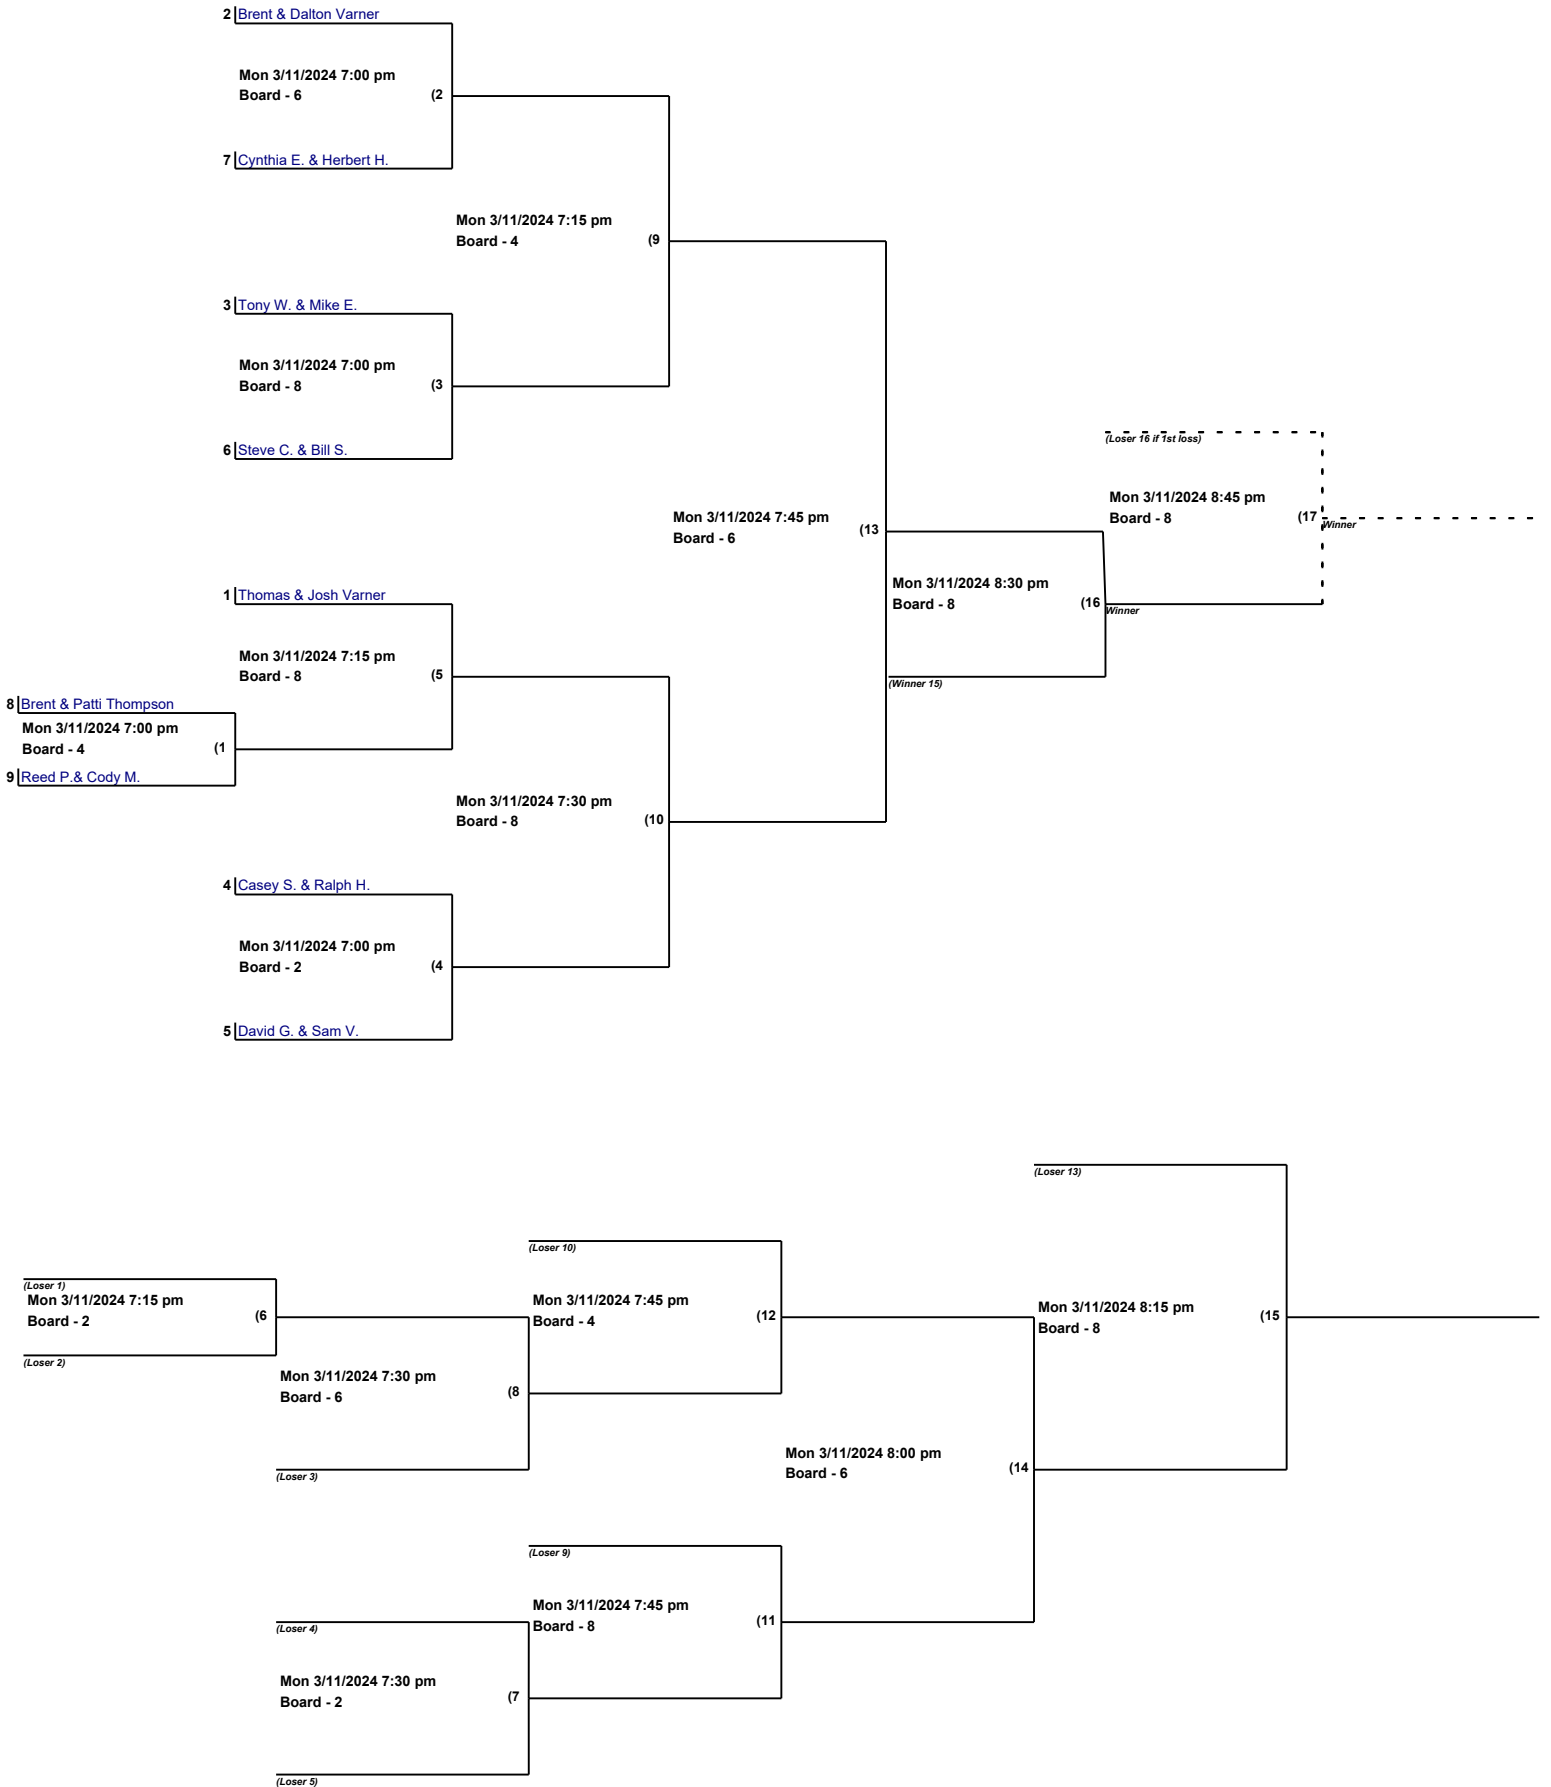 2 Brent & Dalton Varner
Mon 3/11/2024 7:00 pm
Board - 6 (2
7 Cynthia E. & Herbert H.
Mon 3/11/2024 7:15 pm
Board - 4 (9
3 Tony W. & Mike E.
Mon 3/11/2024 7:00 pm
Board - 8 (3
6 Steve C. & Bill S.
(Loser 16 if 1st loss)
Mon 3/11/2024 8:45 pm
Board - 8 (17
Winner
Mon 3/11/2024 7:45 pm
Board - 6 (13
Mon 3/11/2024 8:30 pm
Board - 8 (16
Winner
(Winner 15)
1 Thomas & Josh Varner
Mon 3/11/2024 7:15 pm
Board - 8 (5
8 Brent & Patti Thompson
Mon 3/11/2024 7:00 pm
Board - 4 (1
9 Reed P.& Cody M.
Mon 3/11/2024 7:30 pm
Board - 8 (10
4 Casey S. & Ralph H.
Mon 3/11/2024 7:00 pm
Board - 2 (4
5 David G. & Sam V.
(Loser 13)
(Loser 10)
(Loser 1)
Mon 3/11/2024 7:15 pm
Board - 2 (6
(Loser 2)
Mon 3/11/2024 7:45 pm
Board - 4 (12
Mon 3/11/2024 8:15 pm
Board - 8 (15
Mon 3/11/2024 7:30 pm
Board - 6 (8
(Loser 3)
Mon 3/11/2024 8:00 pm
Board - 6 (14
(Loser 9)
Mon 3/11/2024 7:45 pm
Board - 8 (11
(Loser 4)
Mon 3/11/2024 7:30 pm
Board - 2 (7
(Loser 5)